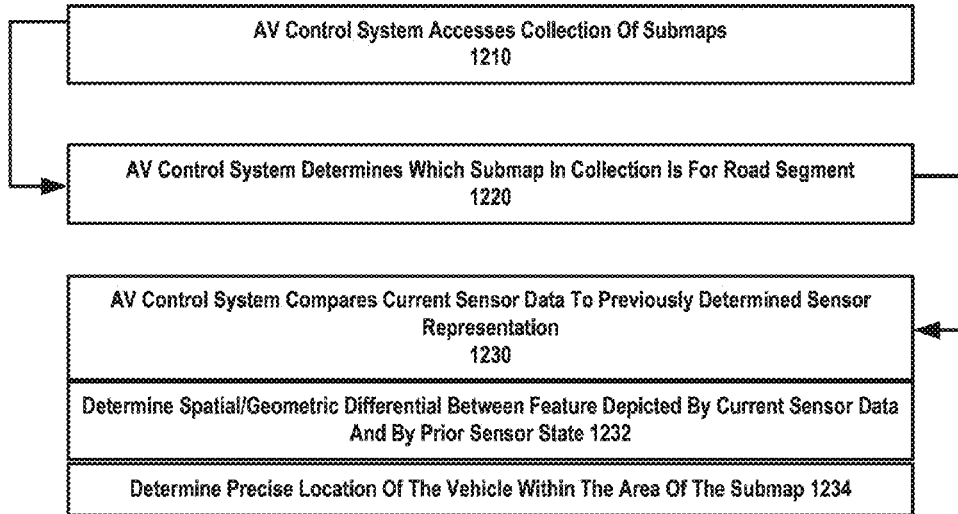 AV Control System Accesses Collection Of Submaps
1210
AV Control System Determines Which Submap In Collection Is For Road Segment
1220
AV Control System Compares Current Sensor Data To Previously Determined Sensor
Representation
1230
Determine Spatial/Geometric Differential Between Feature Depicted By Current Sensor Data
And By Prior Sensor State 1232
Determine Precise Location Of The Vehicle Within The Area Of The Submap 1234